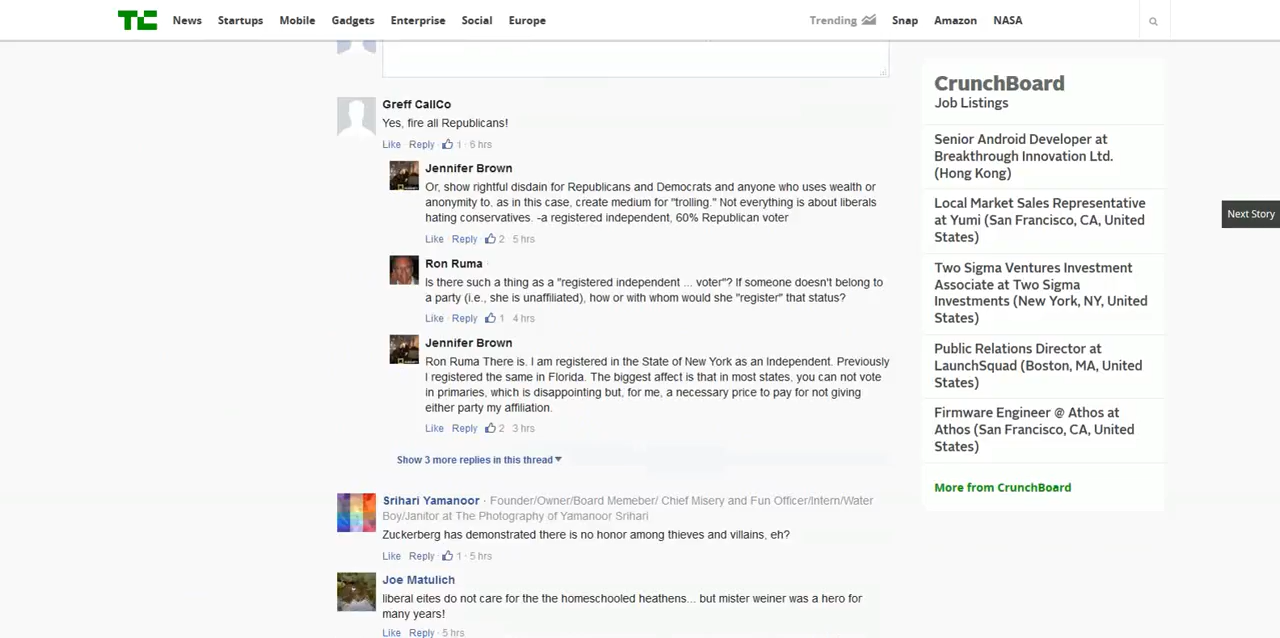 TC News Startups Mobile Gadgets Enterprise Social Europe Trending Snap Amazon NASA
Greff CallCo
Yes, fire all Republicans!
Like Reply 1 · 6 hrs
Jennifer Brown
Or, show rightful disdain for Republicans and Democrats and anyone who uses wealth or
anonymity to, as in this case, create medium for "trolling." Not everything is about liberals
hating conservatives. -a registered independent, 60% Republican voter
Like · Reply · 2 · 5 hrs
Ron Ruma
Is there such a thing as a "registered independent ... voter"? If someone doesn't belong to
a party (i.e., she is unaffiliated), how or with whom would she "register" that status?
Like · Reply · 1 · 4 hrs
Jennifer Brown
Ron Ruma There is. I am registered in the State of New York as an Independent. Previously
I registered the same in Florida. The biggest affect is that in most states, you can not vote
in primaries, which is disappointing but, for me, a necessary price to pay for not giving
either party my affiliation.
Like · Reply · 2 · 3 hrs
Show 3 more replies in this thread
Srihari Yamanoor · Founder/Owner/Board Memeber/ Chief Misery and Fun Officer/Intern/Water
Boy/Janitor at The Photography of Yamanoor Srihari
Zuckerberg has demonstrated there is no honor among thieves and villains, eh?
Like · Reply · 1 · 5 hrs
Joe Matulich
liberal eites do not care for the the homeschooled heathens... but mister weiner was a hero for
many years!
Like · Reply · 5 hrs
CrunchBoard
Job Listings
Senior Android Developer at
Breakthrough Innovation Ltd.
(Hong Kong)
Local Market Sales Representative
at Yumi (San Francisco, CA, United
States)
Two Sigma Ventures Investment
Associate at Two Sigma
Investments (New York, NY, United
States)
Public Relations Director at
LaunchSquad (Boston, MA, United
States)
Firmware Engineer @ Athos at
Athos (San Francisco, CA, United
States)
More from CrunchBoard
Next Story